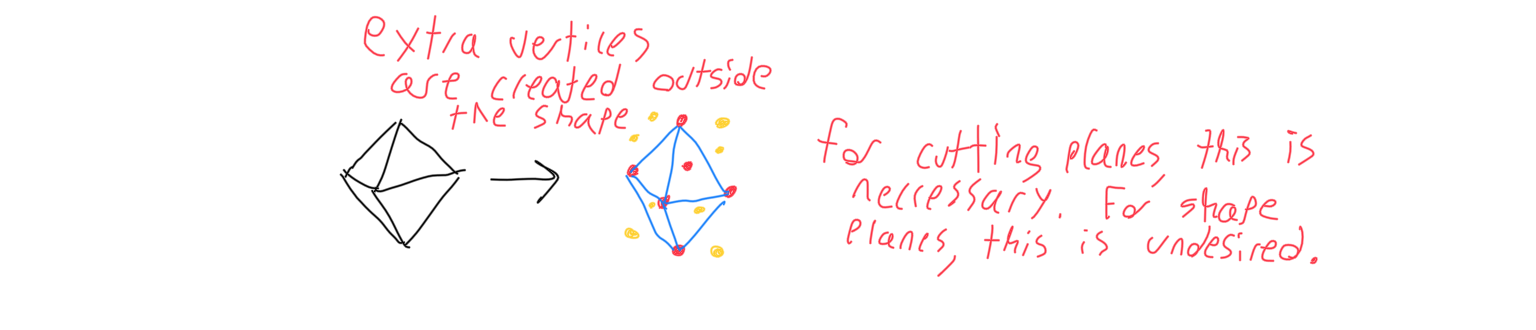 extra vertices
are created outside
the shape
for cutting planes, this is
neccessary. For shape
planes, this is undesired.